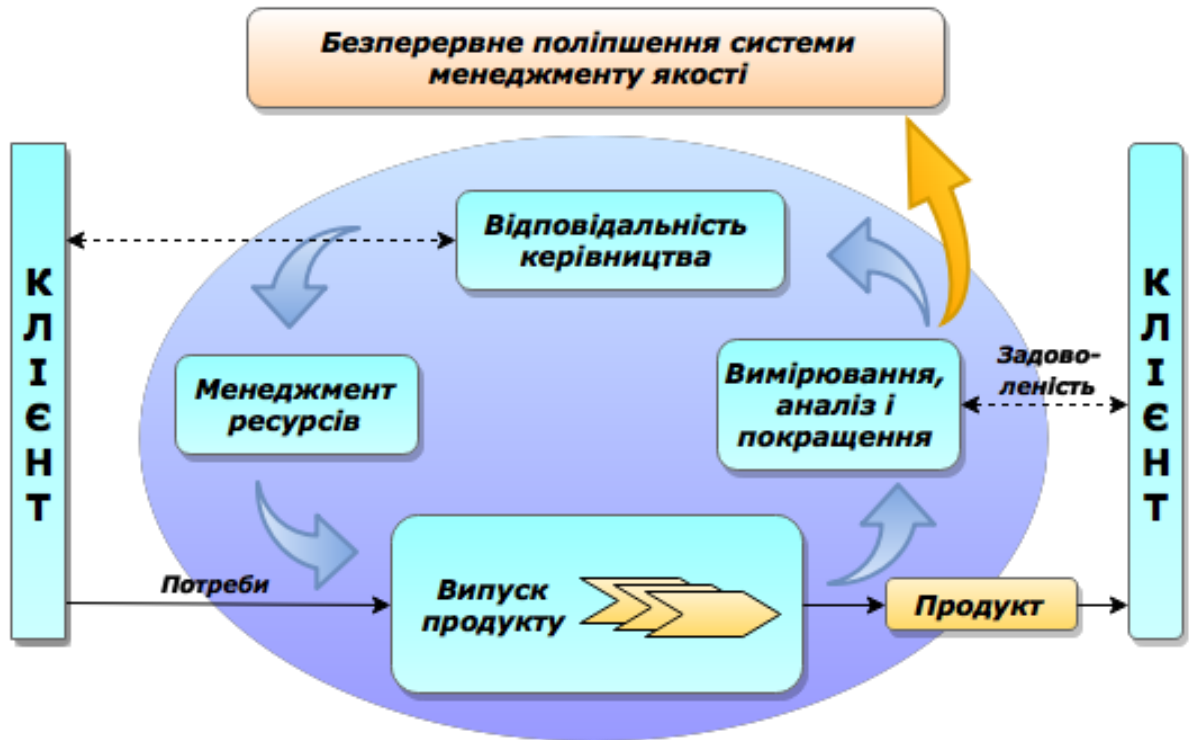 Безперервне поліпшення системи
менеджменту якості
Відповідальність
керівництва
К
Л
І
Є
Н
Т
Менеджмент
ресурсів
Вимірювання,
аналіз і
покращення
Задово-
леність
К
Л
І
Є
Н
Т
Потреби
Випуск
продукту
Продукт